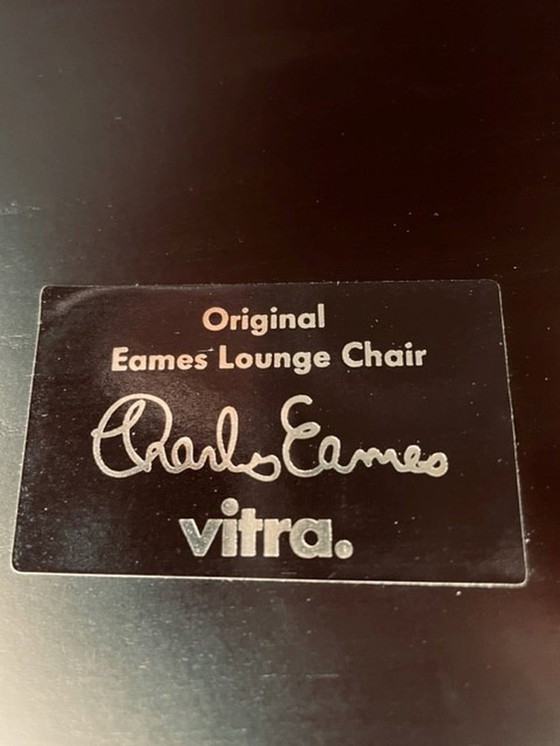 Original
Eames Lounge Chair
Charles Eames
vitra.